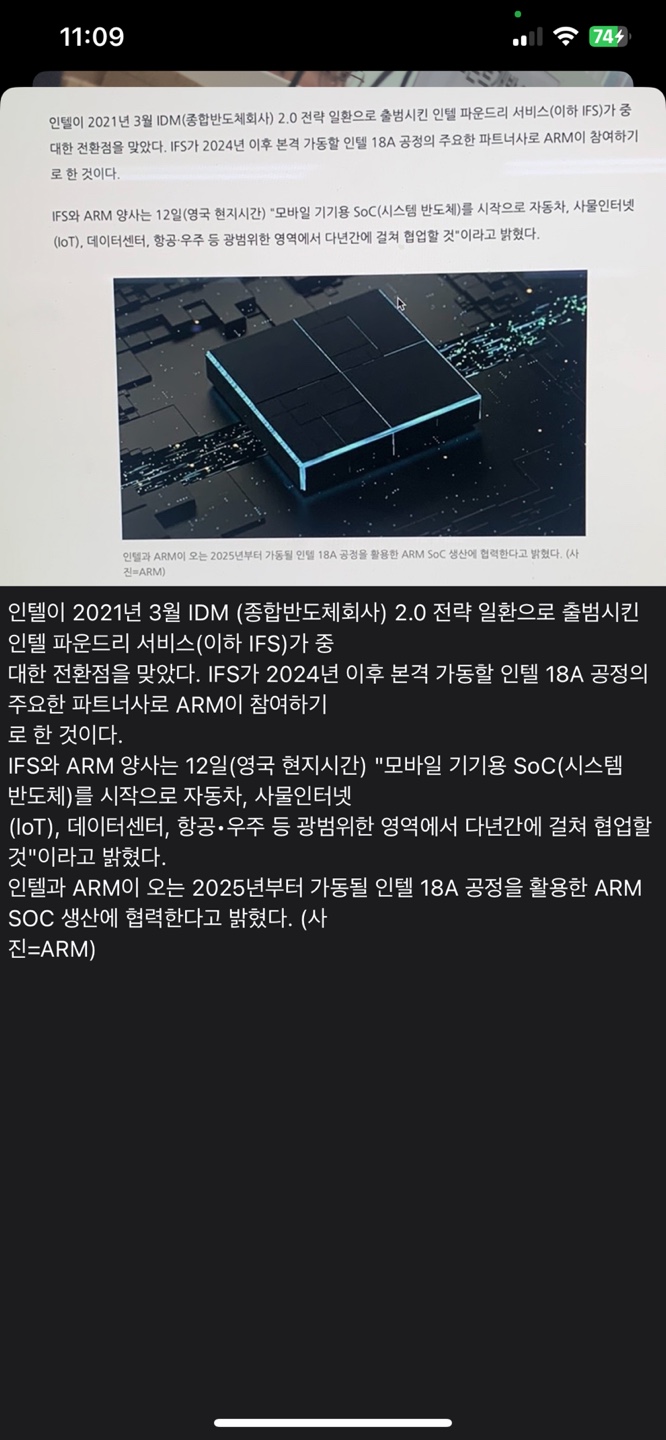 11:09
74
인텔이 2021년 3월 IDM(종합반도체회사) 2.0 전략 일환으로 출범시킨 인텔 파운드리 서비스(이하 IFS)가 중
대한 전환점을 맞았다. IFS가 2024년 이후 본격 가동할 인텔 18A 공정의 주요한 파트너사로 ARM이 참여하기
로 한 것이다.
IFS와 ARM 양사는 12일(영국 현지시간) "모바일 기기용 SoC(시스템 반도체)를 시작으로 자동차, 사물인터넷
(IoT), 데이터센터, 항공·우주 등 광범위한 영역에서 다년간에 걸쳐 협업할 것"이라고 밝혔다.
인텔과 ARM이 오는 2025년부터 가동될 인텔 18A 공정을 활용한 ARM SoC 생산에 협력한다고 밝혔다. (사
진=ARM)
인텔이 2021년 3월 IDM (종합반도체회사) 2.0 전략 일환으로 출범시킨
인텔 파운드리 서비스(이하 IFS)가 중
대한 전환점을 맞았다. IFS가 2024년 이후 본격 가동할 인텔 18A 공정의
주요한 파트너사로 ARM이 참여하기
로 한 것이다.
IFS와 ARM 양사는 12일(영국 현지시간) "모바일 기기용 SoC(시스템
반도체)를 시작으로 자동차, 사물인터넷
(IoT), 데이터센터, 항공•우주 등 광범위한 영역에서 다년간에 걸쳐 협업할
것"이라고 밝혔다.
인텔과 ARM이 오는 2025년부터 가동될 인텔 18A 공정을 활용한 ARM
SOC 생산에 협력한다고 밝혔다. (사
진=ARM)